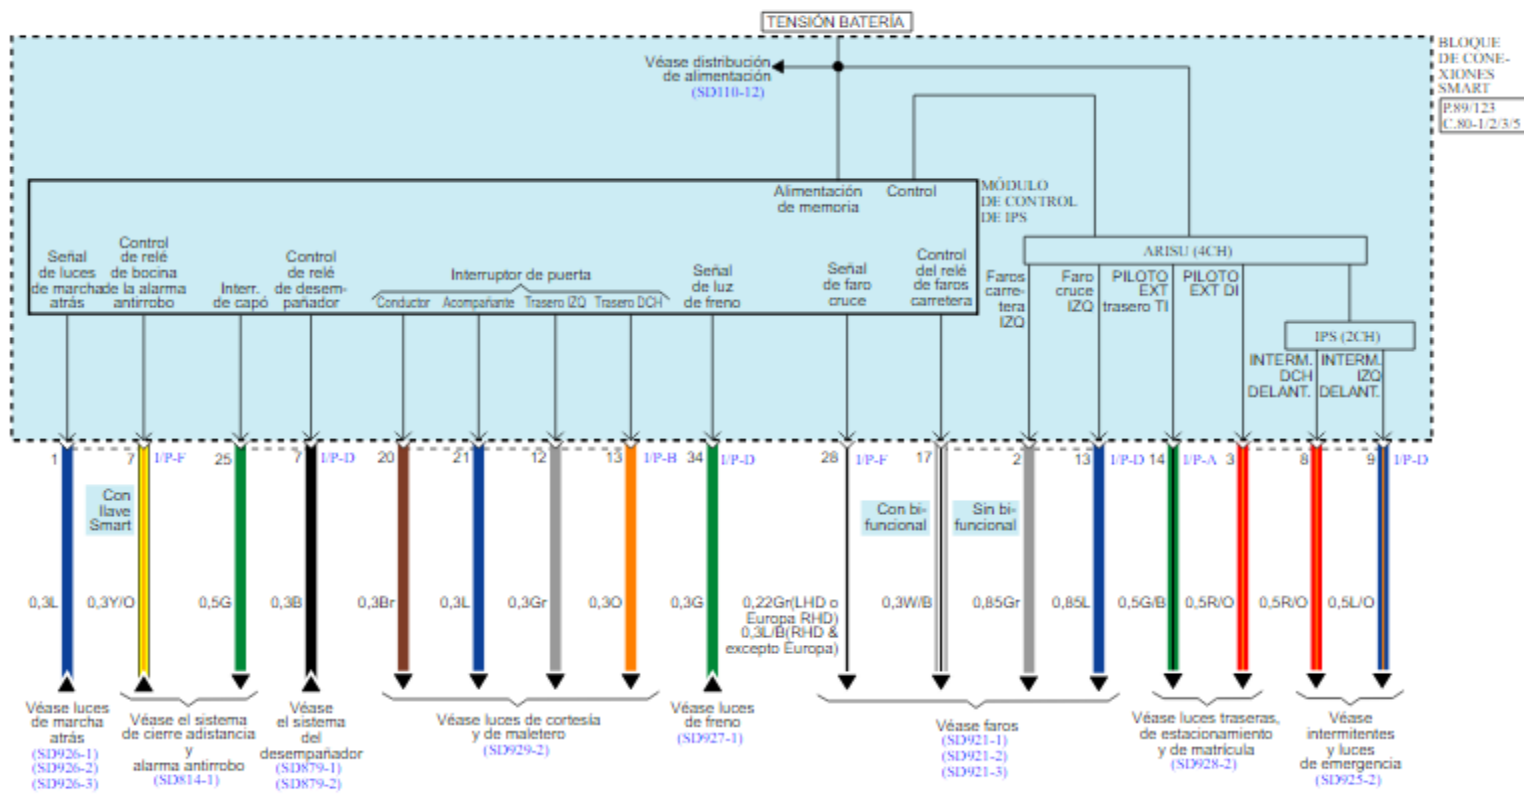 TENSIÓN BATERÍA
BLOQUE
DE CONE-
XIONES
SMART
P.89/123
C.80-1/2/3/5
Véase distribución
de alimentación
(SD110-12)
Alimentación
de memoria
Control
MÓDULO
DE CONTROL
DE IPS
Señal
de luces
de marcha
atrás
Control
de relé
de bocina
de la alarma
antirrobo
Interr.
de capó
Control
de relé
de desem-
pañador
Interruptor de puerta
Conductor
Acompañante
Trasero IZQ
Trasero DCH
Señal
de luz
de freno
Señal
de faro
cruce
Control
del relé
de faros
carretera
ARISU (4CH)
Faros
carre-
tera
IZQ
Faro
cruce
IZQ
PILOTO
EXT
trasero TI
PILOTO
EXT DI
IPS (2CH)
INTERM.
DCH
DELANT.
INTERM.
IZQ
DELANT.
1
7
I/P-F
25
7
I/P-D
20
21
12
13
I/P-B
34
I/P-D
28
I/P-F
17
2
13
I/P-D
14
I/P-A
3
8
9
I/P-D
Con
llave
Smart
Con bi-
funcional
Sin bi-
funcional
0,3L
0,3Y/O
0,5G
0,3B
0,3Br
0,3L
0,3Gr
0,3O
0,3G
0,22Gr(LHD o
Europa RHD)
0,3L/B(RHD &
excepto Europa)
0,3W/B
0,85Gr
0,85L
0,5G/B
0,5R/O
0,5R/O
0,5L/O
Véase luces
de marcha
atrás
(SD926-1)
(SD926-2)
(SD926-3)
Véase el sistema
de cierre adistancia
y
alarma antirrobo
(SD814-1)
Véase
el sistema
del
desempañador
(SD879-1)
(SD879-2)
Véase luces de cortesía
y de maletero
(SD929-2)
Véase luces
de freno
(SD927-1)
Véase faros
(SD921-1)
(SD921-2)
(SD921-3)
Véase luces traseras,
de estacionamiento
y de matrícula
(SD928-2)
Véase
intermitentes
y luces
de emergencia
(SD925-2)